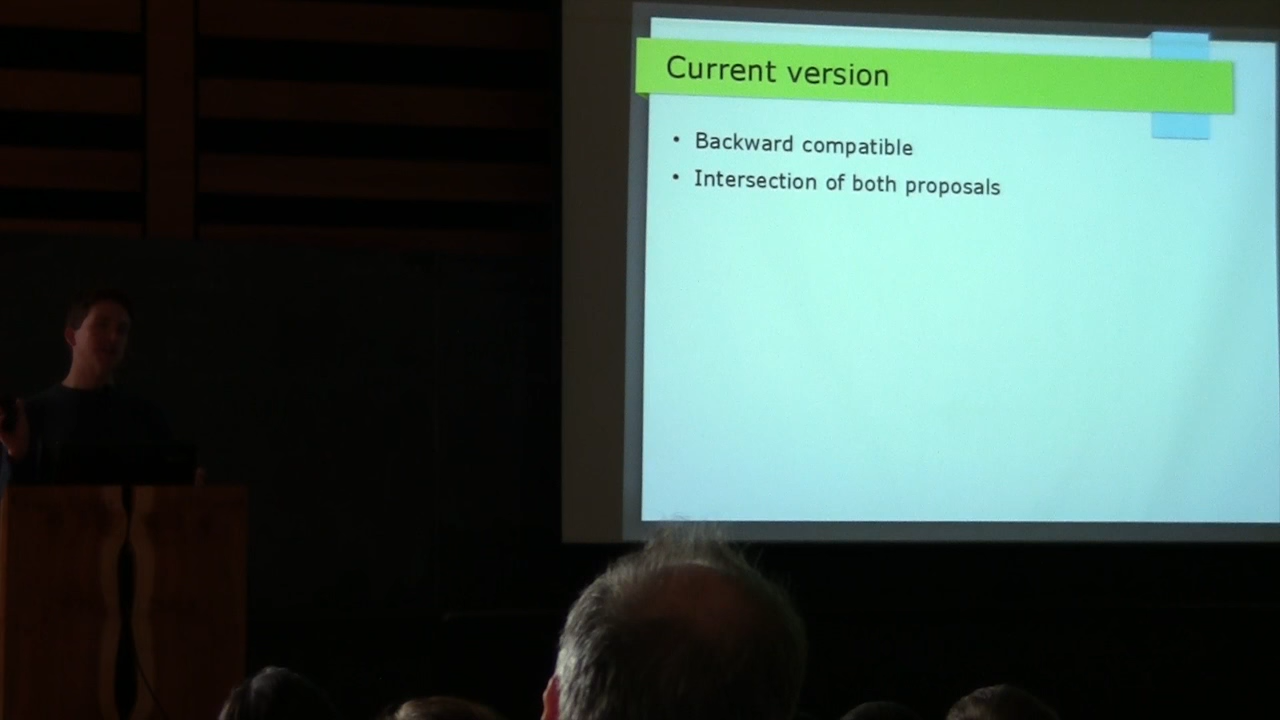 Current version
• Backward compatible
• Intersection of both proposals